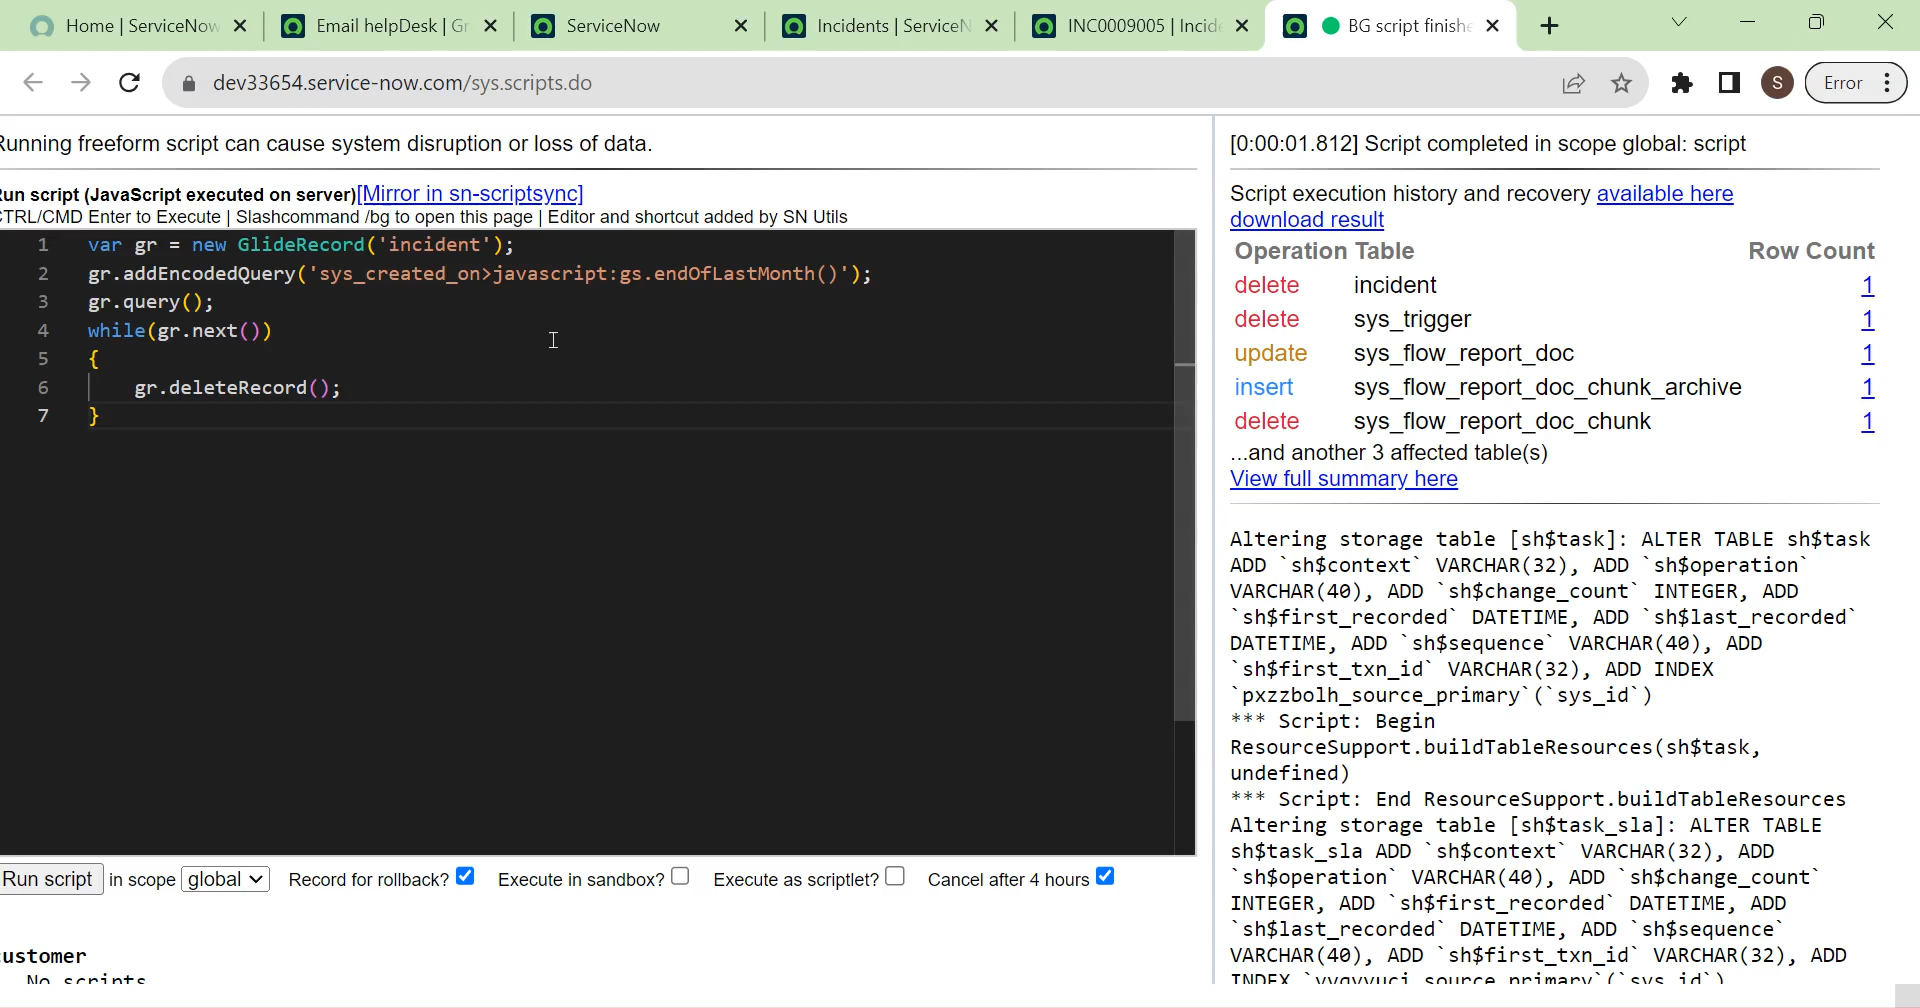 Home | ServiceNow
Email helpDesk | Gr
ServiceNow
Incidents | ServiceN
INC0009005 | Incide
BG script finishe
dev33654.service-now.com/sys.scripts.do
S
Error
Running freeform script can cause system disruption or loss of data.
Run script (JavaScript executed on server)[Mirror in sn-scriptsync]
CTRL/CMD Enter to Execute | Slashcommand /bg to open this page | Editor and shortcut added by SN Utils
1 var gr = new GlideRecord('incident');
2 gr.addEncodedQuery('sys_created_on>javascript:gs.endOfLastMonth()');
3 gr.query();
4 while(gr.next())
5 {
6 gr.deleteRecord();
7 }
Run script in scope global Record for rollback? Execute in sandbox? Execute as scriptlet? Cancel after 4 hours
customer
No scripts
[0:00:01.812] Script completed in scope global: script
Script execution history and recovery available here
download result
Operation Table Row Count
delete incident 1
delete sys_trigger 1
update sys_flow_report_doc 1
insert sys_flow_report_doc_chunk_archive 1
delete sys_flow_report_doc_chunk 1
...and another 3 affected table(s)
View full summary here
Altering storage table [sh$task]: ALTER TABLE sh$task
ADD `sh$context` VARCHAR(32), ADD `sh$operation`
VARCHAR(40), ADD `sh$change_count` INTEGER, ADD
`sh$first_recorded` DATETIME, ADD `sh$last_recorded`
DATETIME, ADD `sh$sequence` VARCHAR(40), ADD
`sh$first_txn_id` VARCHAR(32), ADD INDEX
`pxzzbolh_source_primary`(`sys_id`)
*** Script: Begin
ResourceSupport.buildTableResources(sh$task,
undefined)
*** Script: End ResourceSupport.buildTableResources
Altering storage table [sh$task_sla]: ALTER TABLE
sh$task_sla ADD `sh$context` VARCHAR(32), ADD
`sh$operation` VARCHAR(40), ADD `sh$change_count`
INTEGER, ADD `sh$first_recorded` DATETIME, ADD
`sh$last_recorded` DATETIME, ADD `sh$sequence`
VARCHAR(40), ADD `sh$first_txn_id` VARCHAR(32), ADD
INDEX